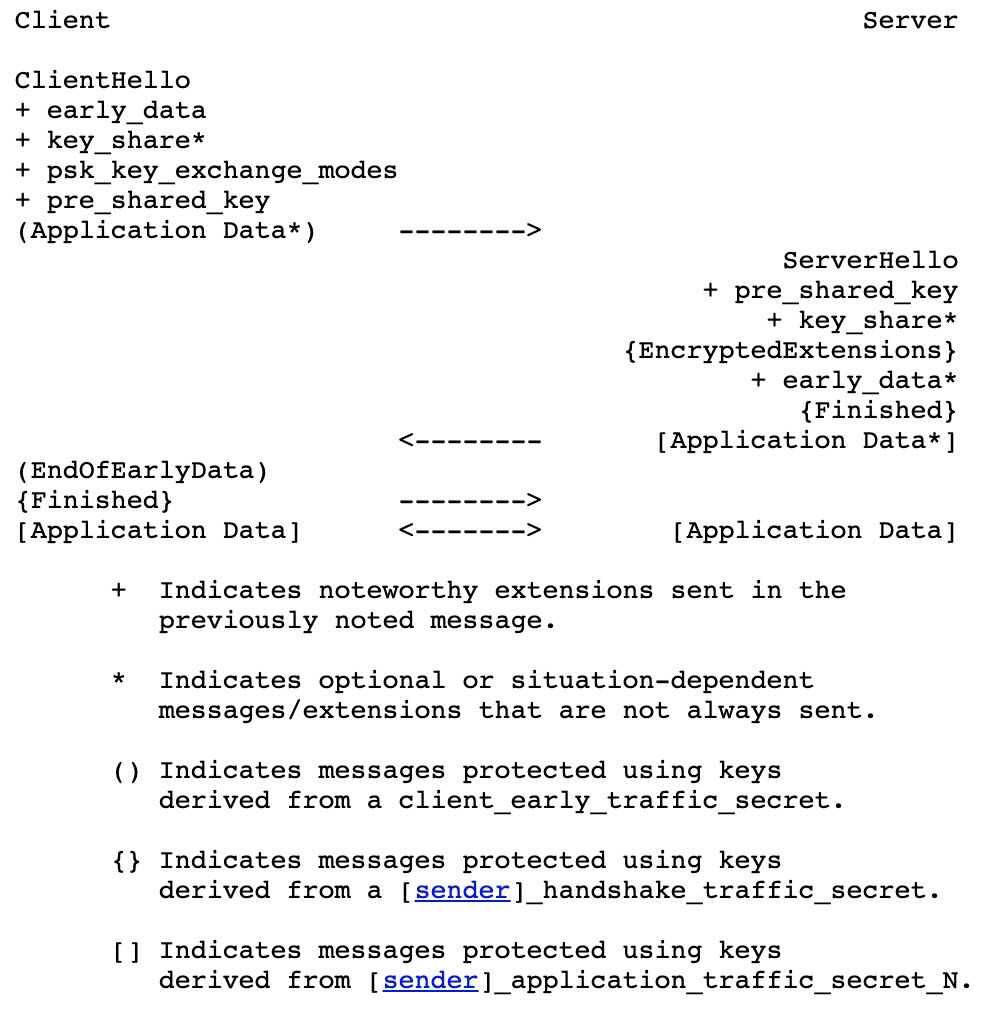 Client Server
ClientHello
+ early_data
+ key_share*
+ psk_key_exchange_modes
+ pre_shared_key
(Application Data*) -------->
ServerHello
+ pre_shared_key
+ key_share*
{EncryptedExtensions}
+ early_data*
{Finished}
<-------- [Application Data*]
(EndOfEarlyData)
{Finished} -------->
[Application Data] <-------> [Application Data]
+ Indicates noteworthy extensions sent in the
previously noted message.
* Indicates optional or situation-dependent
messages/extensions that are not always sent.
() Indicates messages protected using keys
derived from a client_early_traffic_secret.
{} Indicates messages protected using keys
derived from a [sender]_handshake_traffic_secret.
[] Indicates messages protected using keys
derived from [sender]_application_traffic_secret_N.